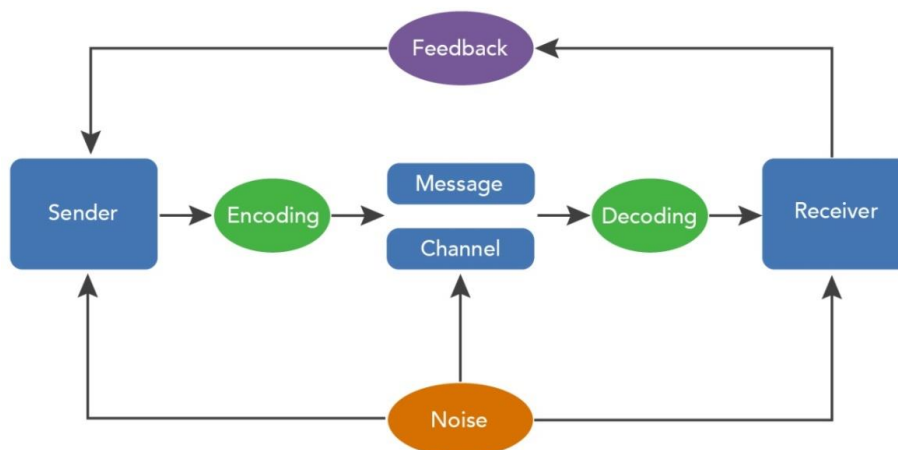 Feedback
Sender
Encoding
Message
Channel
Decoding
Receiver
Noise